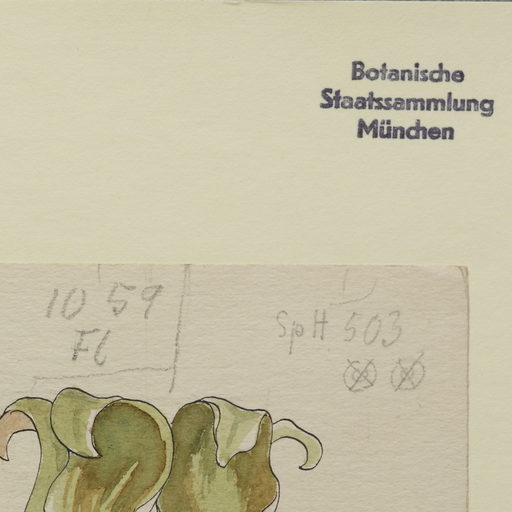 Botanische
Staatssammlung
München
10 59
Fl
SpH 503